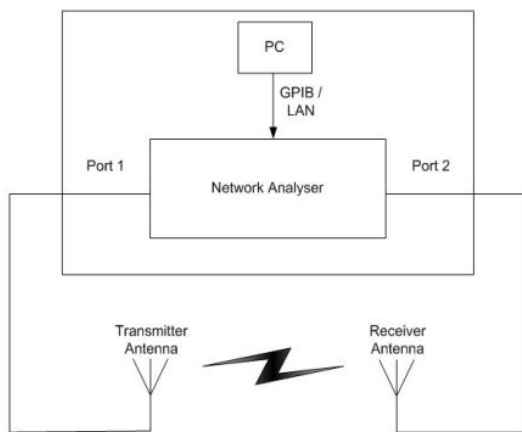 PC
GPIB /
LAN
Port 1
Port 2
Network Analyser
Transmitter
Antenna
Receiver
Antenna